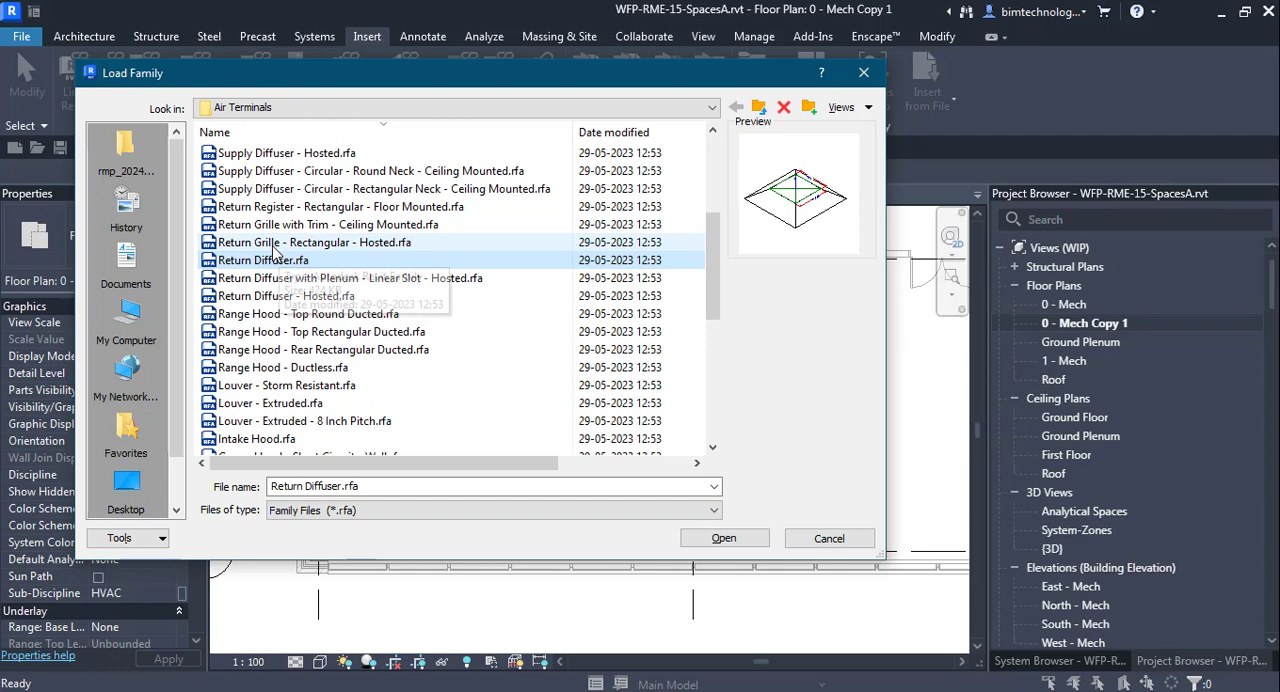 WFP-RME-15-SpacesA.rvt - Floor Plan: 0 - Mech Copy 1
bimtechnolog...
File Architecture Structure Steel Precast Systems Insert Annotate Analyze Massing & Site Collaborate View Manage Add-Ins Enscape™ Modify
Modify
Insert
from File
Select
Load Family
Look in: Air Terminals
Views
Name Date modified
Preview
rmp_2024...
History
Documents
My Computer
My Network...
Favorites
Desktop
Supply Diffuser - Hosted.rfa 29-05-2023 12:53
Supply Diffuser - Circular - Round Neck - Ceiling Mounted.rfa 29-05-2023 12:53
Supply Diffuser - Circular - Rectangular Neck - Ceiling Mounted.rfa 29-05-2023 12:53
Return Register - Rectangular - Floor Mounted.rfa 29-05-2023 12:53
Return Grille with Trim - Ceiling Mounted.rfa 29-05-2023 12:53
Return Grille - Rectangular - Hosted.rfa 29-05-2023 12:53
Return Diffuser.rfa 29-05-2023 12:53
Return Diffuser with Plenum - Linear Slot - Hosted.rfa 29-05-2023 12:53
Return Diffuser - Hosted.rfa 29-05-2023 12:53
Size: 424 KB
Date modified: 29-05-2023 12:53
Range Hood - Top Round Ducted.rfa 29-05-2023 12:53
Range Hood - Top Rectangular Ducted.rfa 29-05-2023 12:53
Range Hood - Rear Rectangular Ducted.rfa 29-05-2023 12:53
Range Hood - Ductless.rfa 29-05-2023 12:53
Louver - Storm Resistant.rfa 29-05-2023 12:53
Louver - Extruded.rfa 29-05-2023 12:53
Louver - Extruded - 8 Inch Pitch.rfa 29-05-2023 12:53
Intake Hood.rfa 29-05-2023 12:53
File name: Return Diffuser.rfa
Files of type: Family Files (*.rfa)
Tools
Open
Cancel
Properties
Floor Plan: 0 -
Graphics
View Scale
Scale Value
Display Mode
Detail Level
Parts Visibility
Visibility/Grap
Graphic Displ
Orientation
Wall Join Disp
Discipline
Show Hidden
Color Scheme
Color Scheme
System Color
Default Analy
Sun Path
Sub-Discipline HVAC
Underlay
Range: Base L... None
Range: Top Le... Unbounded
Properties help
Apply
Project Browser - WFP-RME-15-SpacesA.rvt
Search
Views (WIP)
Structural Plans
Floor Plans
0 - Mech
0 - Mech Copy 1
Ground Plenum
1 - Mech
Roof
Ceiling Plans
Ground Floor
Ground Plenum
First Floor
Roof
3D Views
Analytical Spaces
System-Zones
{3D}
Elevations (Building Elevation)
East - Mech
North - Mech
South - Mech
West - Mech
System Browser - WFP-R...
Project Browser - WFP-RME...
1 : 100
Ready
Main Model
:0